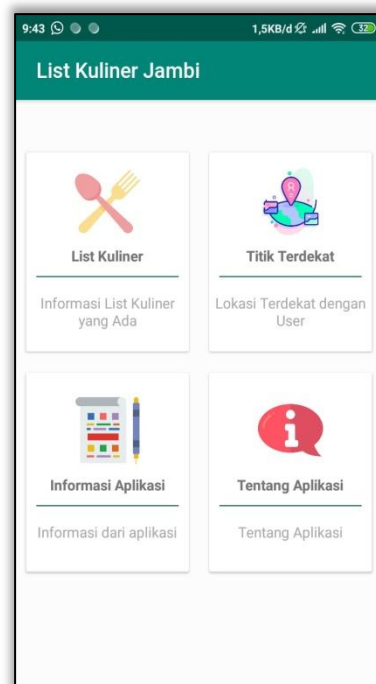 9:43
1,5KB/d
32
List Kuliner Jambi
List Kuliner
Informasi List Kuliner
yang Ada
Titik Terdekat
Lokasi Terdekat dengan
User
Informasi Aplikasi
Informasi dari aplikasi
Tentang Aplikasi
Tentang Aplikasi